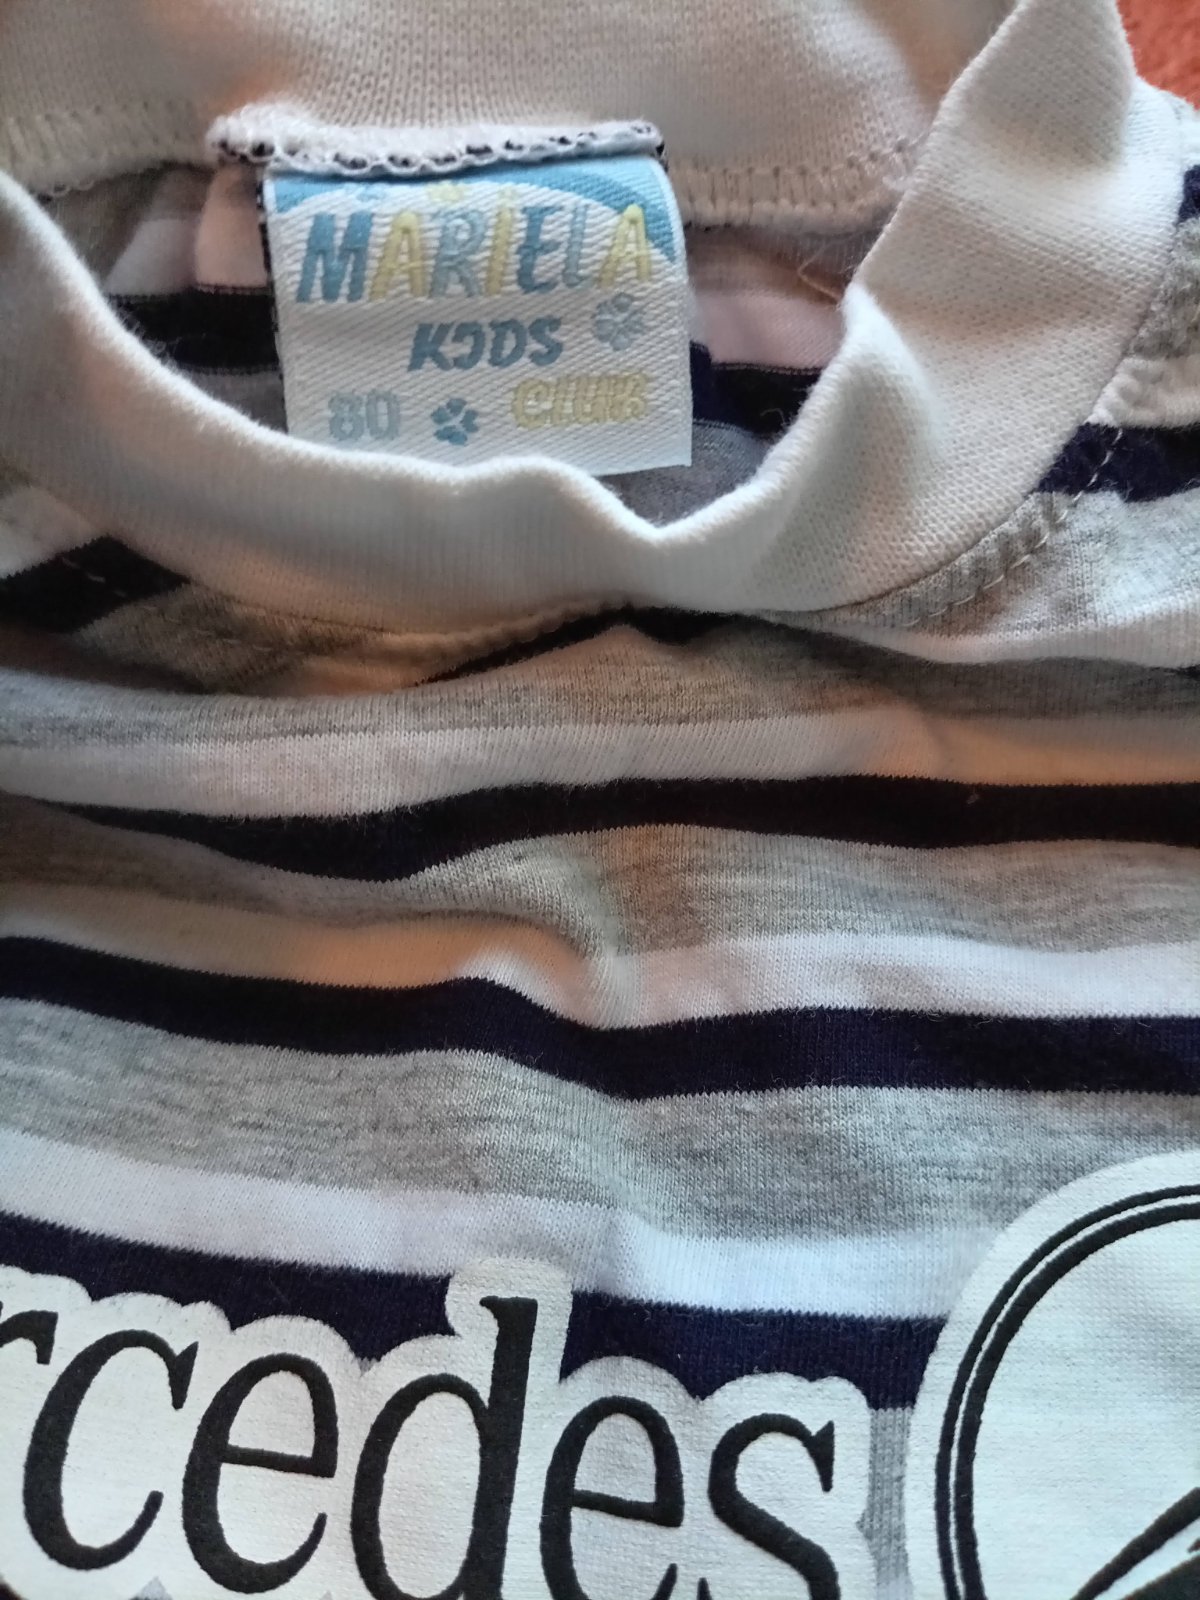 MARIELA
KIDS
80 CLUB
rcedes